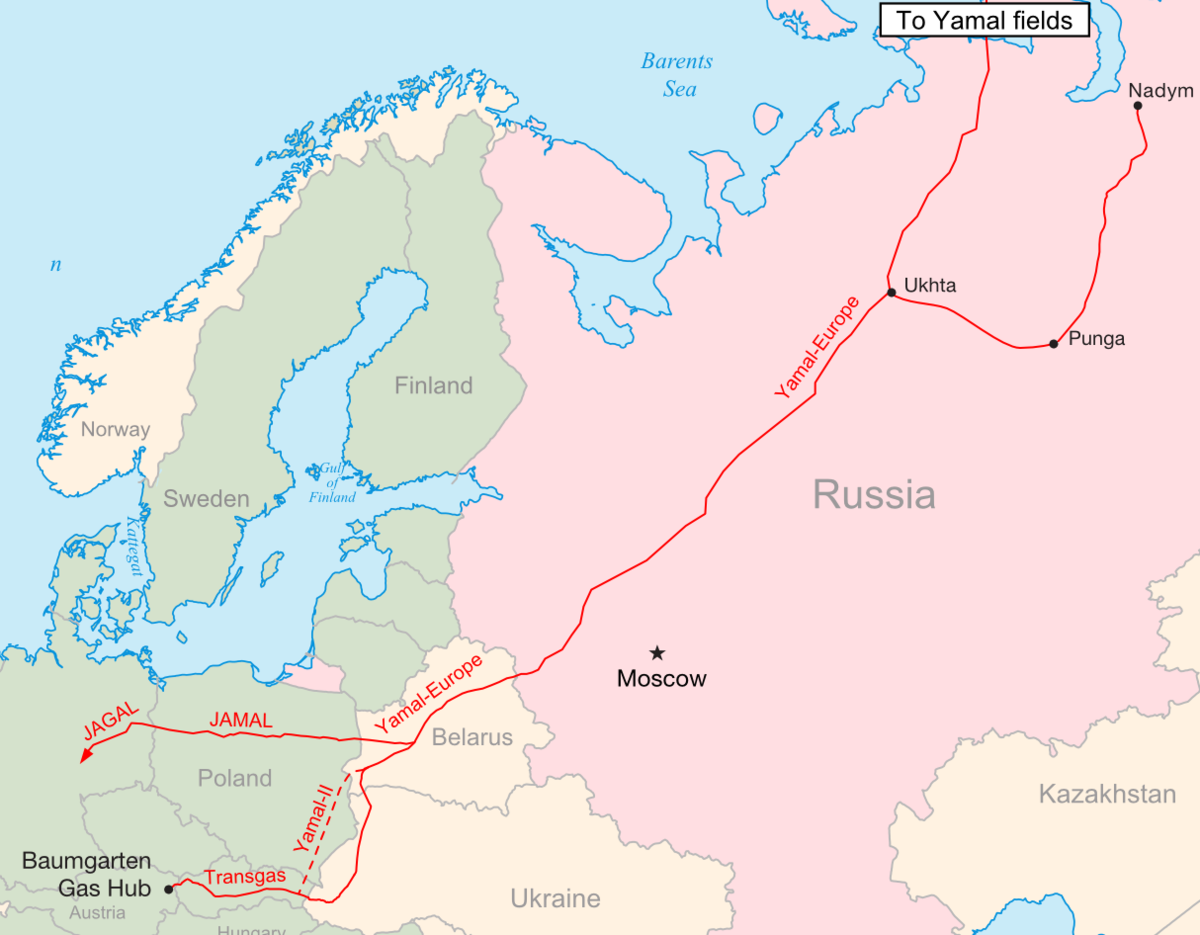 To Yamal fields
Barents
Sea
Nadym
n
Ukhta
Yamal-Europe
Punga
Finland
Norway
Gulf
of
Finland
Sweden
Russia
Kattegat
Moscow
Yamal-Europe
JAGAL
JAMAL
Belarus
Poland
Kazakhstan
Yamal-II
Baumgarten
Gas Hub
Transgas
Ukraine
Austria
Hungary